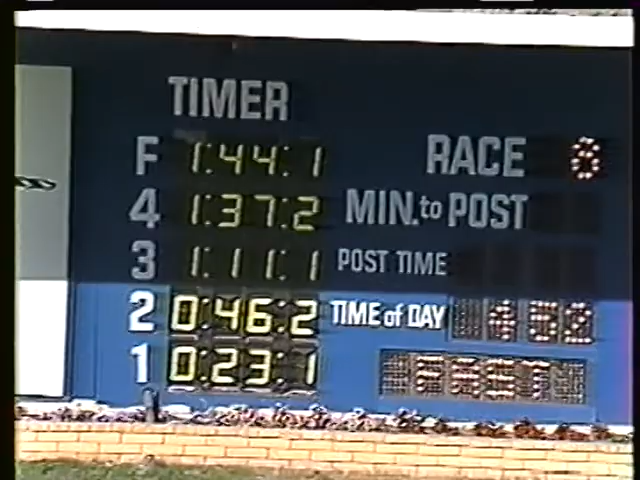 TIMER
F 1:44:1 RACE 8
4 1:37:2 MIN. to POST
3 1:11:1 POST TIME
2 0:46:2 TIME of DAY
1 0:23:1 FAST